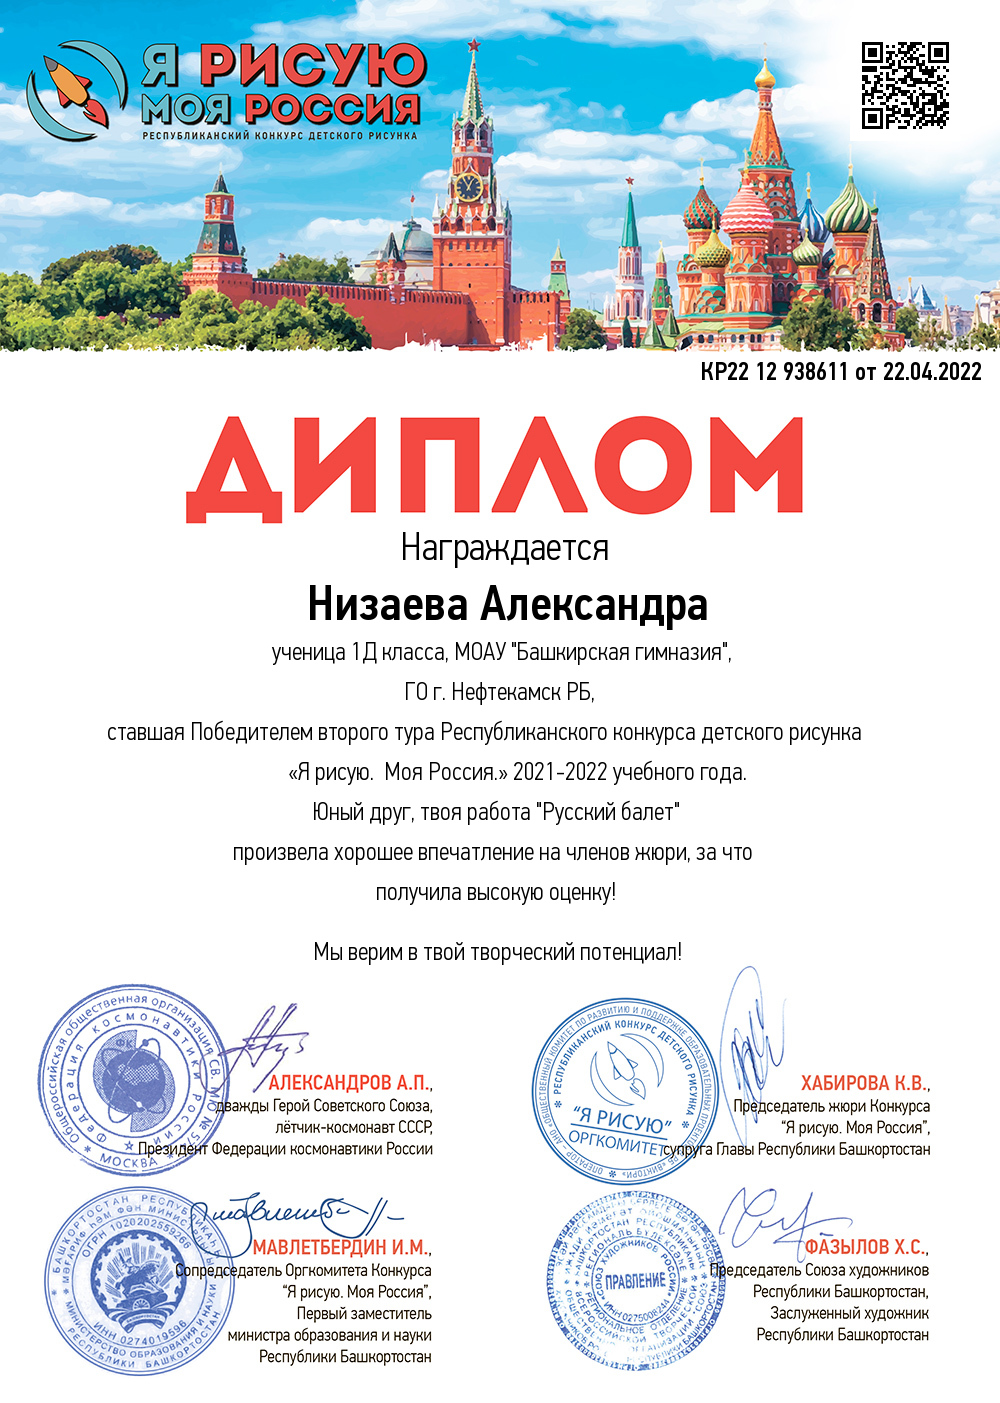 Я РИСУЮ
МОЯ РОССИЯ
РЕСПУБЛИКАНСКИЙ КОНКУРС ДЕТСКОГО РИСУНКА
КР22 12 938611 от 22.04.2022
ДИПЛОМ
Награждается
Низаева Александра
ученица 1Д класса, МОАУ "Башкирская гимназия",
ГО г. Нефтекамск РБ,
ставшая Победителем второго тура Республиканского конкурса детского рисунка
«Я рисую. Моя Россия.» 2021-2022 учебного года.
Юный друг, твоя работа "Русский балет"
произвела хорошее впечатление на членов жюри, за что
получила высокую оценку!
Мы верим в твой творческий потенциал!
Общероссийская общественная организация
Федерация космонавтики России
МОСКВА
ФК
АЛЕКСАНДРОВ А.П.,
дважды Герой Советского Союза,
лётчик-космонавт СССР,
Президент Федерации космонавтики России
РЕСПУБЛИКАНСКИЙ КОНКУРС ДЕТСКОГО РИСУНКА
"Я РИСУЮ"
ОРГКОМИТЕТ
ХАБИРОВА К.В.,
Председатель жюри Конкурса
“Я рисую. Моя Россия”,
супруга Главы Республики Башкортостан
ОГРН 1020202559266
ИНН 0274019596
МИНИСТЕРСТВО ОБРАЗОВАНИЯ И НАУКИ
РЕСПУБЛИКИ БАШКОРТОСТАН
МАВЛЕТБЕРДИН И.М.,
Сопредседатель Оргкомитета Конкурса
“Я рисую. Моя Россия”,
Первый заместитель
министра образования и науки
Республики Башкортостан
ПРАВЛЕНИЕ
ФАЗЫЛОВ Х.С.,
Председатель Союза художников
Республики Башкортостан,
Заслуженный художник
Республики Башкортостан